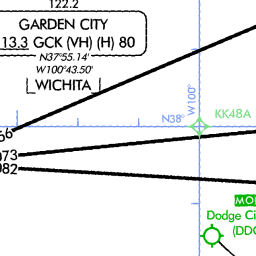 122.2
GARDEN CITY
113.3 GCK (VH) (H) 80
N37°55.14'
W100°43.50'
WICHITA
W100°
KK48A
N38°
66
073
082
MO
Dodge Ci
(DDC